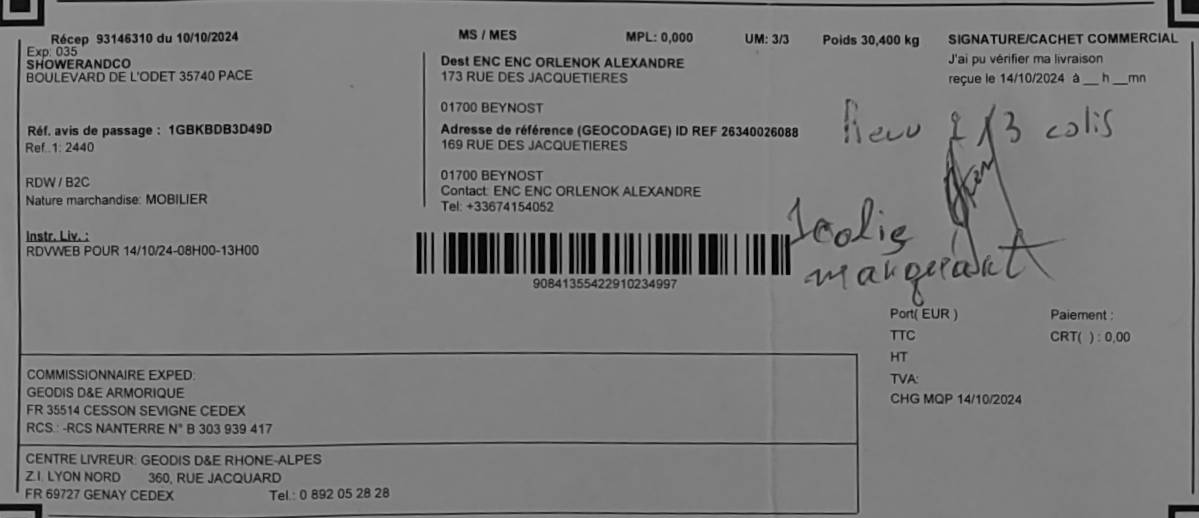 Récep 93146310 du 10/10/2024
MS / MES
MPL: 0,000
UM: 3/3
Poids 30,400 kg
SIGNATURE/CACHET COMMERCIAL
Exp: 035
SHOWERANDCO
BOULEVARD DE L'ODET 35740 PACE
Dest ENC ENC ORLENOK ALEXANDRE
173 RUE DES JACQUETIERES
01700 BEYNOST
J'ai pu vérifier ma livraison
reçue le 14/10/2024 à __ h __mn
Réf. avis de passage : 1GBKBDB3D49D
Ref..1: 2440
Adresse de référence (GEOCODAGE) ID REF 26340026088
169 RUE DES JACQUETIERES
01700 BEYNOST
Contact: ENC ENC ORLENOK ALEXANDRE
Tel: +33674154052
2 / 3 colis
1 colis
manquant
RDW / B2C
Nature marchandise: MOBILIER
Instr. Liv. :
RDVWEB POUR 14/10/24-08H00-13H00
90841355422910234997
Port( EUR )
Paiement :
TTC
CRT( ) : 0,00
HT
TVA:
CHG MQP 14/10/2024
COMMISSIONNAIRE EXPED:
GEODIS D&E ARMORIQUE
FR 35514 CESSON SEVIGNE CEDEX
RCS.: -RCS NANTERRE N° B 303 939 417
CENTRE LIVREUR: GEODIS D&E RHONE-ALPES
Z.I. LYON NORD 360, RUE JACQUARD
FR 69727 GENAY CEDEX Tel.: 0 892 05 28 28